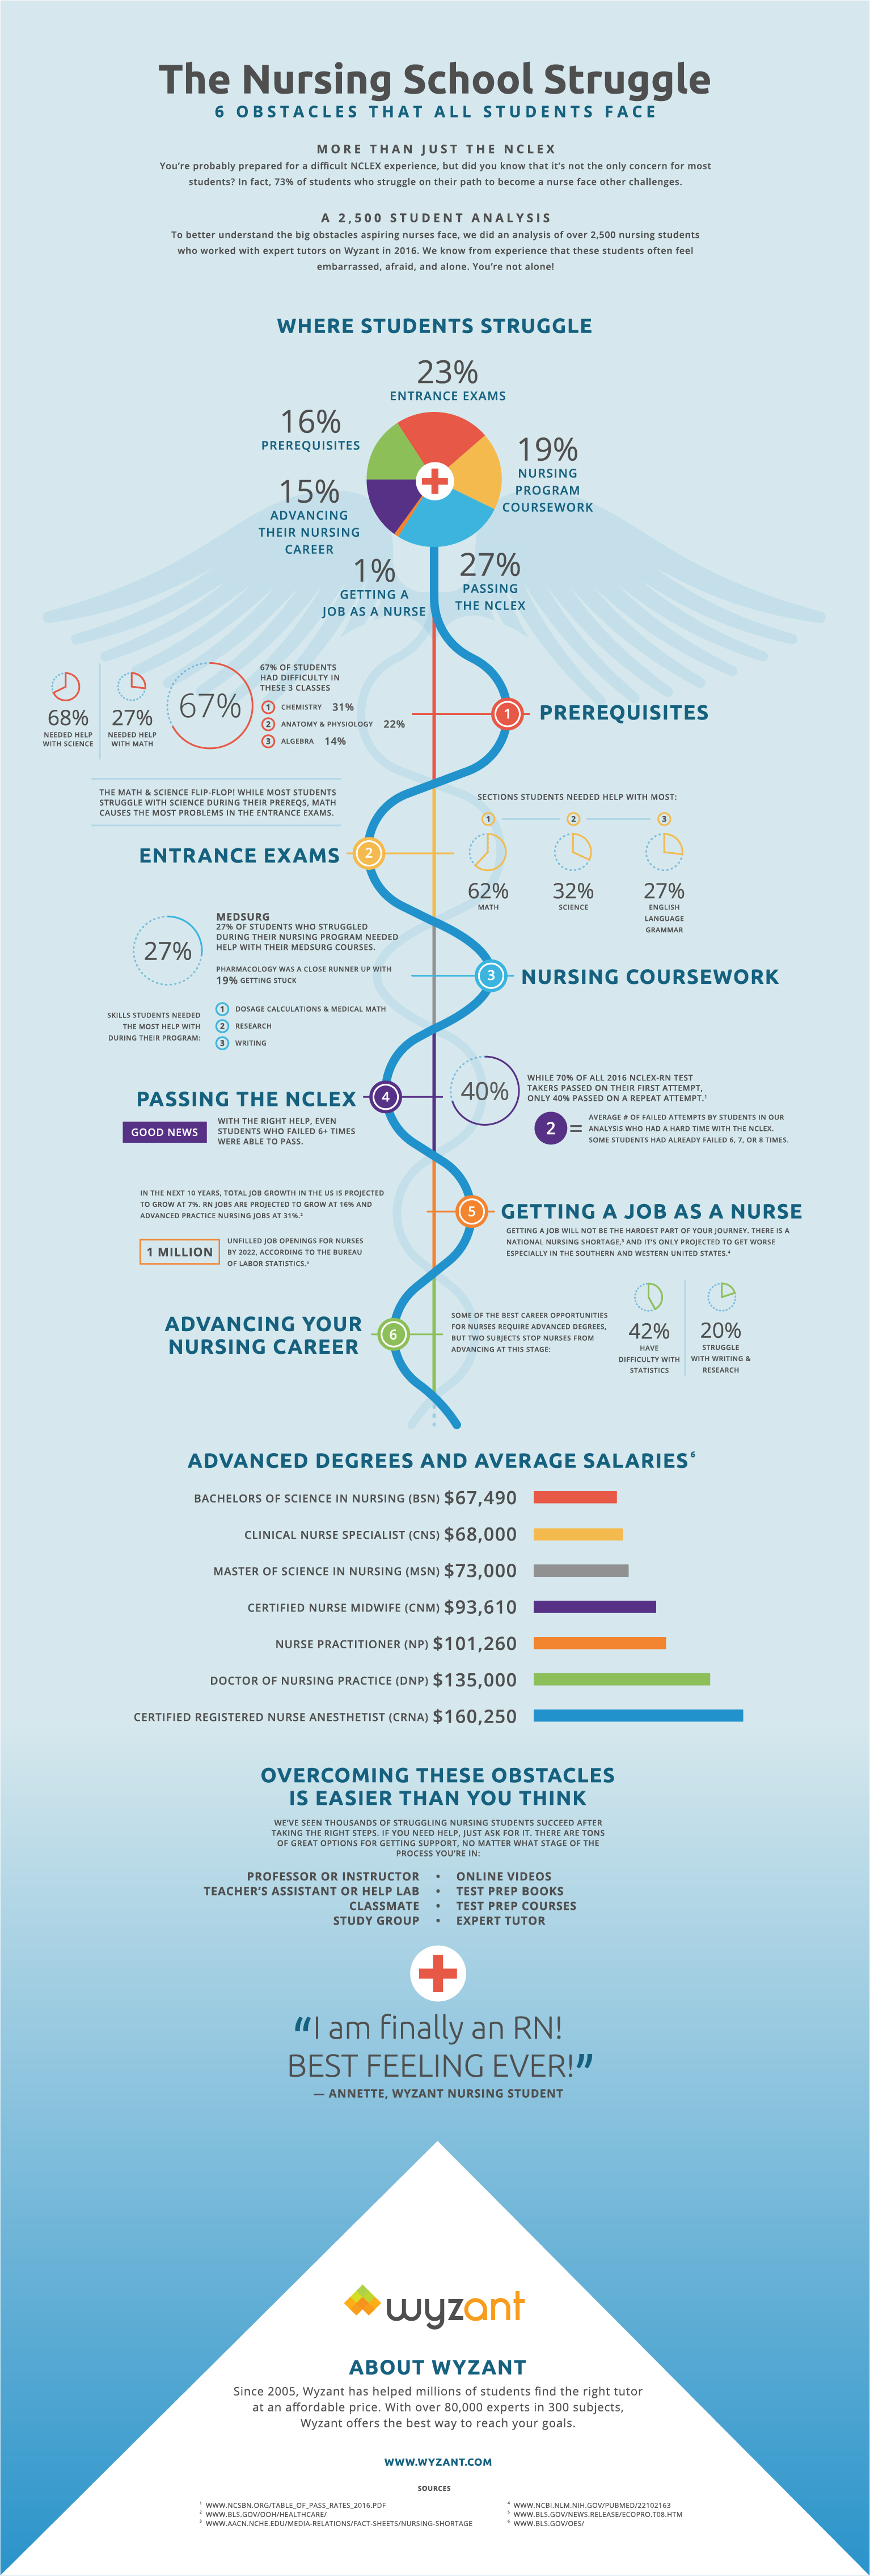 The Nursing School Struggle
6 OBSTACLES THAT ALL STUDENTS FACE
MORE THAN JUST THE NCLEX
You're probably prepared for a difficult NCLEX experience, but did you know that it's not the only concern for most
students? In fact, 73% of students who struggle on their path to become a nurse face other challenges.
A 2,500 STUDENT ANALYSIS
To better understand the big obstacles aspiring nurses face, we did an analysis of over 2,500 nursing students
who worked with expert tutors on Wyzant in 2016. We know from experience that these students often feel
embarrassed, afraid, and alone. You're not alone!
WHERE STUDENTS STRUGGLE
23%
ENTRANCE EXAMS
16%
PREREQUISITES
19%
NURSING
PROGRAM
COURSEWORK
15%
ADVANCING
THEIR NURSING
CAREER
1%
GETTING A
JOB AS A NURSE
27%
PASSING
THE NCLEX
68%
NEEDED HELP
WITH SCIENCE
27%
NEEDED HELP
WITH MATH
67%
67% OF STUDENTS
HAD DIFFICULTY IN
THESE 3 CLASSES
1 CHEMISTRY 31%
2 ANATOMY & PHYSIOLOGY 22%
3 ALGEBRA 14%
1 PREREQUISITES
THE MATH & SCIENCE FLIP-FLOP! WHILE MOST STUDENTS
STRUGGLE WITH SCIENCE DURING THEIR PREREQS, MATH
CAUSES THE MOST PROBLEMS IN THE ENTRANCE EXAMS.
ENTRANCE EXAMS 2
SECTIONS STUDENTS NEEDED HELP WITH MOST:
1 2 3
62%
MATH
32%
SCIENCE
27%
ENGLISH
LANGUAGE
GRAMMAR
27%
MEDSURG
27% OF STUDENTS WHO STRUGGLED
DURING THEIR NURSING PROGRAM NEEDED
HELP WITH THEIR MEDSURG COURSES.
PHARMACOLOGY WAS A CLOSE RUNNER UP WITH
19% GETTING STUCK
3 NURSING COURSEWORK
SKILLS STUDENTS NEEDED
THE MOST HELP WITH
DURING THEIR PROGRAM:
1 DOSAGE CALCULATIONS & MEDICAL MATH
2 RESEARCH
3 WRITING
PASSING THE NCLEX 4
GOOD NEWS
WITH THE RIGHT HELP, EVEN
STUDENTS WHO FAILED 6+ TIMES
WERE ABLE TO PASS.
40%
WHILE 70% OF ALL 2016 NCLEX-RN TEST
TAKERS PASSED ON THEIR FIRST ATTEMPT,
ONLY 40% PASSED ON A REPEAT ATTEMPT.¹
2 =
AVERAGE # OF FAILED ATTEMPTS BY STUDENTS IN OUR
ANALYSIS WHO HAD A HARD TIME WITH THE NCLEX.
SOME STUDENTS HAD ALREADY FAILED 6, 7, OR 8 TIMES.
IN THE NEXT 10 YEARS, TOTAL JOB GROWTH IN THE US IS PROJECTED
TO GROW AT 7%. RN JOBS ARE PROJECTED TO GROW AT 16% AND
ADVANCED PRACTICE NURSING JOBS AT 31%.²
1 MILLION
UNFILLED JOB OPENINGS FOR NURSES
BY 2022, ACCORDING TO THE BUREAU
OF LABOR STATISTICS.⁵
5 GETTING A JOB AS A NURSE
GETTING A JOB WILL NOT BE THE HARDEST PART OF YOUR JOURNEY. THERE IS A
NATIONAL NURSING SHORTAGE,³ AND IT'S ONLY PROJECTED TO GET WORSE
ESPECIALLY IN THE SOUTHERN AND WESTERN UNITED STATES.⁴
ADVANCING YOUR
NURSING CAREER
6
SOME OF THE BEST CAREER OPPORTUNITIES
FOR NURSES REQUIRE ADVANCED DEGREES,
BUT TWO SUBJECTS STOP NURSES FROM
ADVANCING AT THIS STAGE:
42%
HAVE
DIFFICULTY WITH
STATISTICS
20%
STRUGGLE
WITH WRITING &
RESEARCH
ADVANCED DEGREES AND AVERAGE SALARIES⁶
BACHELORS OF SCIENCE IN NURSING (BSN) $67,490
CLINICAL NURSE SPECIALIST (CNS) $68,000
MASTER OF SCIENCE IN NURSING (MSN) $73,000
CERTIFIED NURSE MIDWIFE (CNM) $93,610
NURSE PRACTITIONER (NP) $101,260
DOCTOR OF NURSING PRACTICE (DNP) $135,000
CERTIFIED REGISTERED NURSE ANESTHETIST (CRNA) $160,250
OVERCOMING THESE OBSTACLES
IS EASIER THAN YOU THINK
WE'VE SEEN THOUSANDS OF STRUGGLING NURSING STUDENTS SUCCEED AFTER
TAKING THE RIGHT STEPS. IF YOU NEED HELP, JUST ASK FOR IT. THERE ARE TONS
OF GREAT OPTIONS FOR GETTING SUPPORT, NO MATTER WHAT STAGE OF THE
PROCESS YOU'RE IN:
PROFESSOR OR INSTRUCTOR • ONLINE VIDEOS
TEACHER'S ASSISTANT OR HELP LAB • TEST PREP BOOKS
CLASSMATE • TEST PREP COURSES
STUDY GROUP • EXPERT TUTOR
“I am finally an RN!
BEST FEELING EVER!”
— ANNETTE, WYZANT NURSING STUDENT
wyzant
ABOUT WYZANT
Since 2005, Wyzant has helped millions of students find the right tutor
at an affordable price. With over 80,000 experts in 300 subjects,
Wyzant offers the best way to reach your goals.
WWW.WYZANT.COM
SOURCES
¹ WWW.NCSBN.ORG/TABLE_OF_PASS_RATES_2016.PDF
² WWW.BLS.GOV/OOH/HEALTHCARE/
³ WWW.AACN.NCHE.EDU/MEDIA-RELATIONS/FACT-SHEETS/NURSING-SHORTAGE
⁴ WWW.NCBI.NLM.NIH.GOV/PUBMED/22102163
⁵ WWW.BLS.GOV/NEWS.RELEASE/ECOPRO.T08.HTM
⁶ WWW.BLS.GOV/OES/